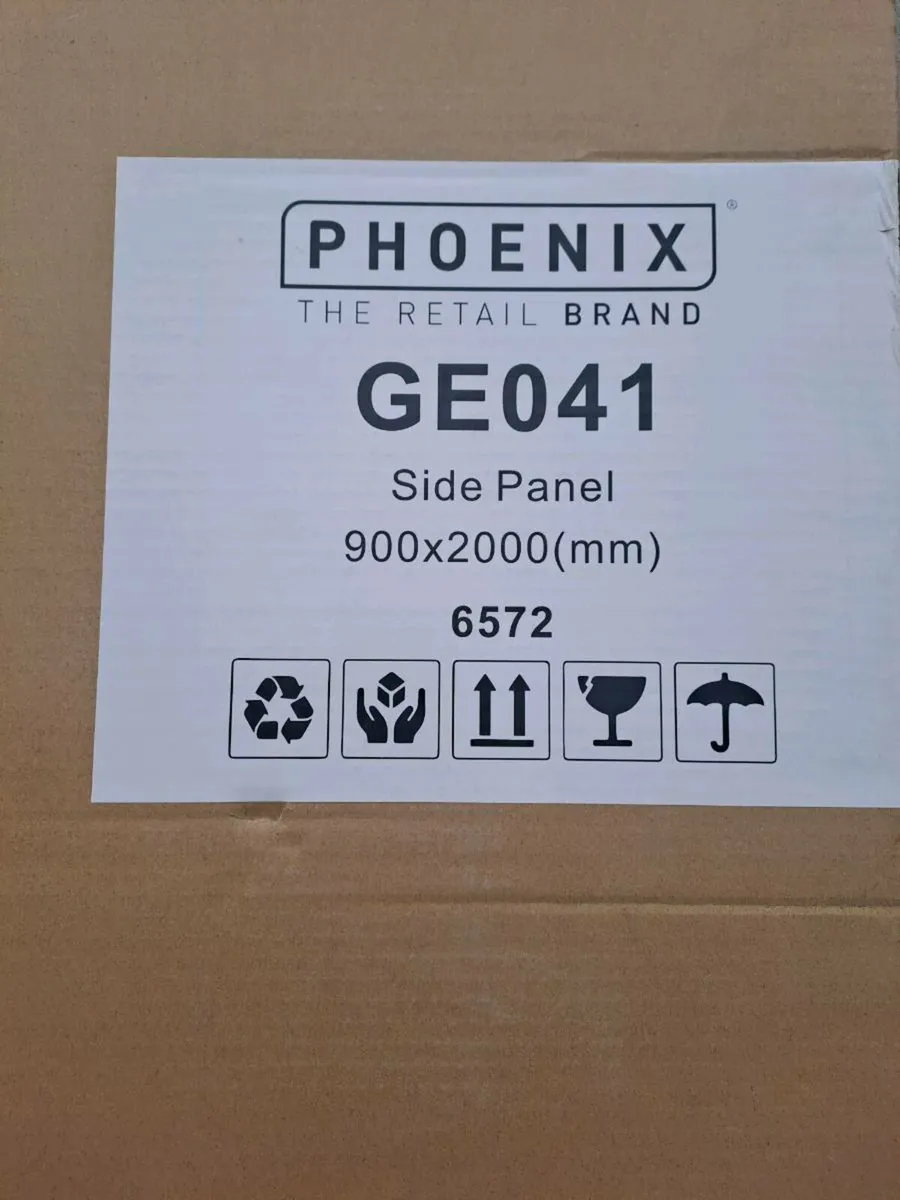 PHOENIX ®
THE RETAIL BRAND
GE041
Side Panel
900x2000(mm)
6572